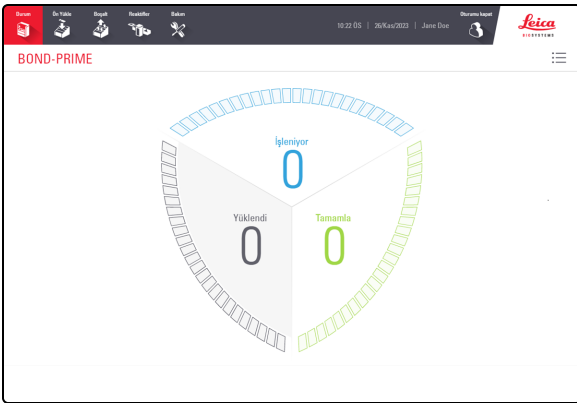 Durum
Ön Yükle
Boşalt
Reaktifler
Bakım
10:22 ÖS | 26/Kas/2023 | Jane Doe
Oturumu kapat
Leica
BIOSYSTEMS
BOND-PRIME
İşleniyor
0
Yüklendi
0
Tamamla
0